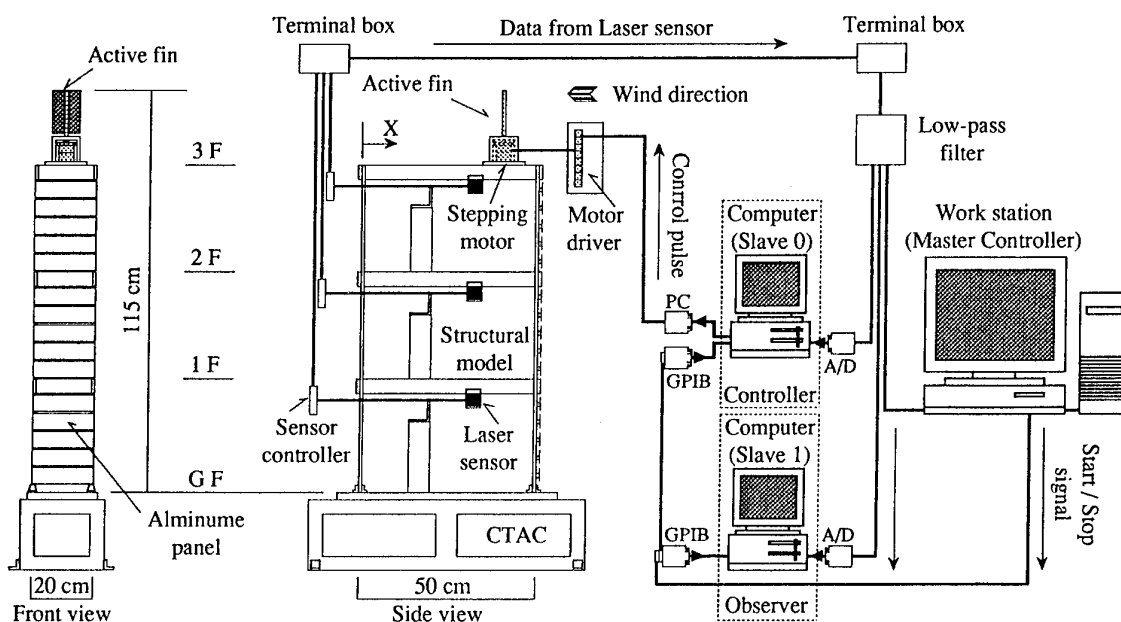 Terminal box
Data from Laser sensor
Terminal box
Active fin
Active fin
Wind direction
Low-pass
filter
X
3 F
Stepping
motor
Motor
driver
Conrrol pulse
Computer
(Slave 0)
Work station
(Master Controller)
2 F
115 cm
PC
Structural
model
A/D
GPIB
1 F
Controller
Sensor
controller
Laser
sensor
Computer
(Slave 1)
Start / Stop
signal
G F
Alminume
panel
CTAC
GPIB
A/D
20 cm
50 cm
Observer
Front view
Side view